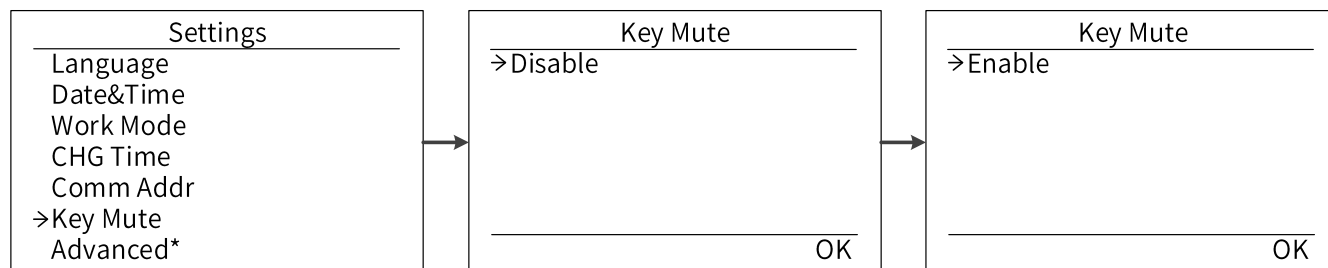 Settings
Language
Date&Time
Work Mode
CHG Time
Comm Addr
→Key Mute
Advanced*
Key Mute
→Disable
OK
Key Mute
→Enable
OK